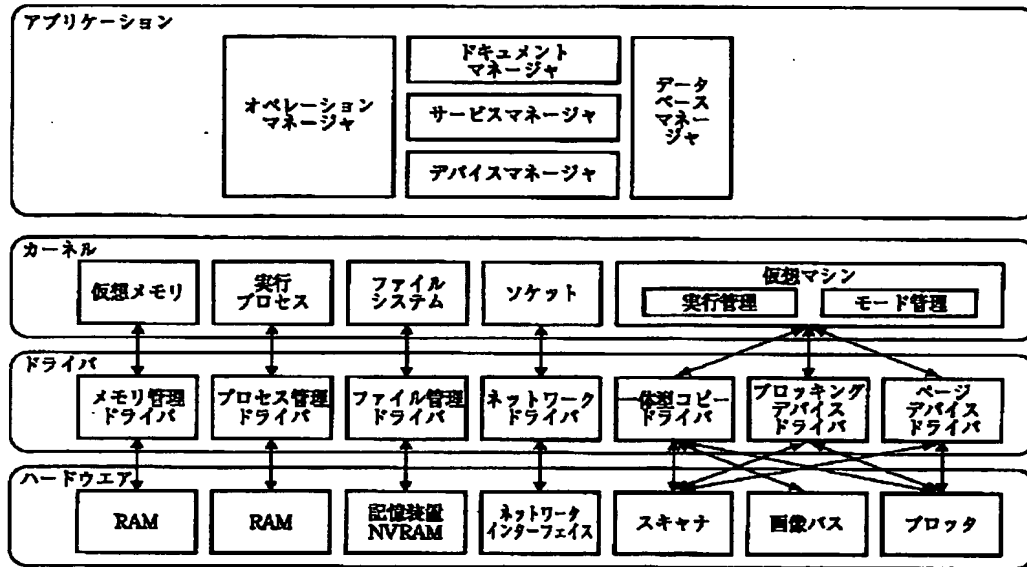 アプリケーション
オペレーション
マネージャ
ドキュメント
マネージャ
サービスマネージャ
デバイスマネージャ
データ
ベース
マネー
ジャ
カーネル
仮想メモリ
実行
プロセス
ファイル
システム
ソケット
仮想マシン
実行管理
モード管理
ドライバ
メモリ管理
ドライバ
プロセス管理
ドライバ
ファイル管理
ドライバ
ネットワーク
ドライバ
一体型コピー
ドライバ
ブロッキング
デバイス
ドライバ
ページ
デバイス
ドライバ
ハードウエア
RAM
RAM
記憶装置
NVRAM
ネットワータ
インターフェイス
スキャナ
画像バス
プロッタ